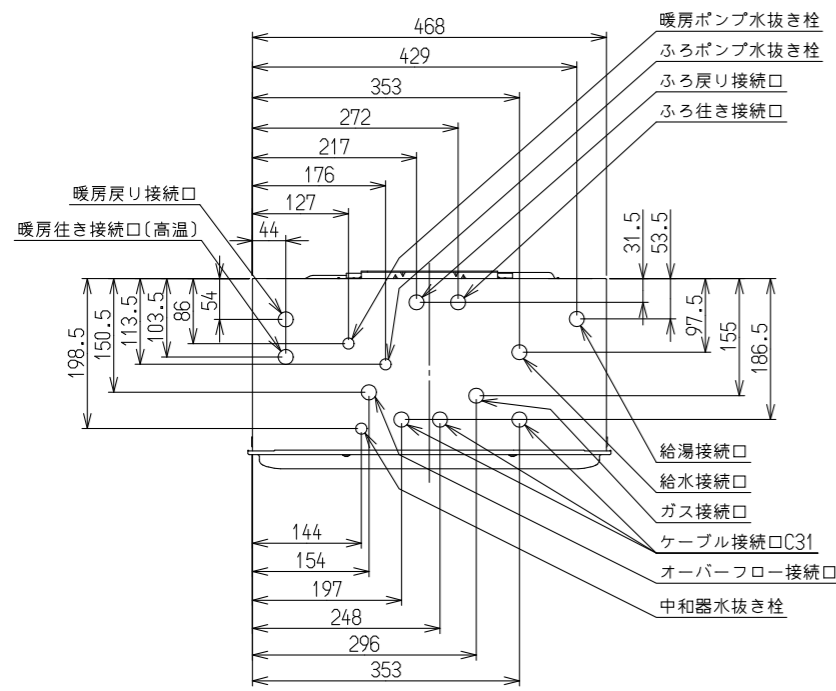 468
暖房ポンプ水抜き栓
429
ふろポンプ水抜き栓
353
ふろ戻り接続口
272
ふろ往き接続口
217
176
暖房戻り接続口
127
暖房往き接続口(高温)
44
31.5
53.5
54
86
103.5
113.5
150.5
198.5
97.5
155
186.5
給湯接続口
給水接続口
ガス接続口
144
ケーブル接続口C31
154
オーバーフロー接続口
197
中和器水抜き栓
248
296
353